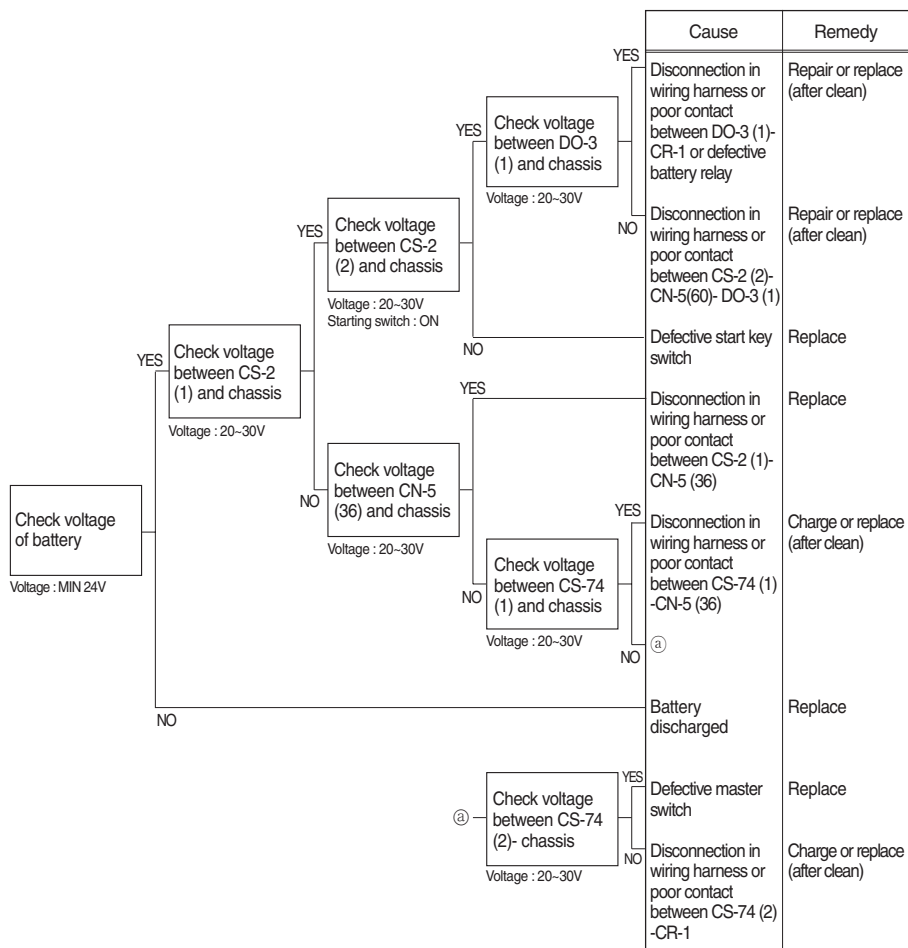 Cause
Remedy
YES
Disconnection in
wiring harness or
poor contact
between DO-3 (1)-
CR-1 or defective
battery relay
Repair or replace
(after clean)
YES
Check voltage
between DO-3
(1) and chassis
Voltage : 20~30V
NO
Disconnection in
wiring harness or
poor contact
between CS-2 (2)-
CN-5(60)- DO-3 (1)
Repair or replace
(after clean)
YES
Check voltage
between CS-2
(2) and chassis
Voltage : 20~30V
Starting switch : ON
NO
Defective start key
switch
Replace
YES
Check voltage
between CS-2
(1) and chassis
Voltage : 20~30V
YES
Disconnection in
wiring harness or
poor contact
between CS-2 (1)-
CN-5 (36)
Replace
NO
Check voltage
between CN-5
(36) and chassis
Voltage : 20~30V
Check voltage
of battery
Voltage : MIN 24V
YES
Disconnection in
wiring harness or
poor contact
between CS-74 (1)
-CN-5 (36)
Charge or replace
(after clean)
NO
Check voltage
between CS-74
(1) and chassis
Voltage : 20~30V
NO
ⓐ
NO
Battery
discharged
Replace
ⓐ
Check voltage
between CS-74
(2)- chassis
Voltage : 20~30V
YES
Defective master
switch
Replace
NO
Disconnection in
wiring harness or
poor contact
between CS-74 (2)
-CR-1
Charge or replace
(after clean)